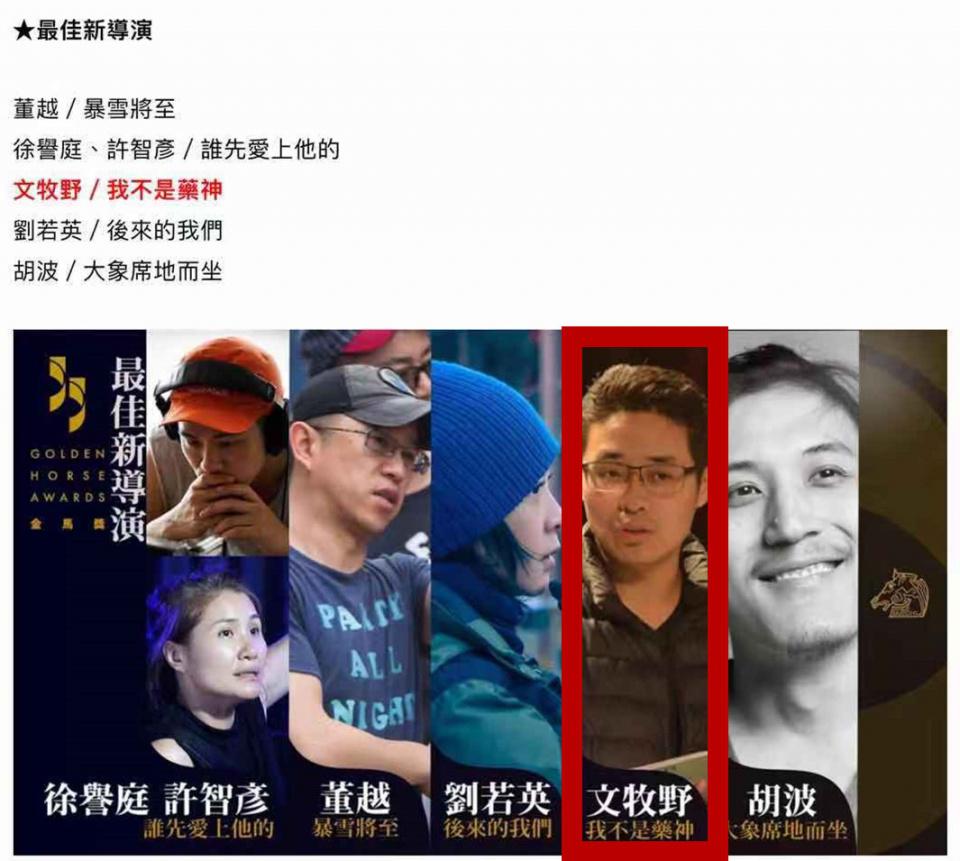 ★最佳新導演
董越 / 暴雪將至
徐譽庭、許智彥 / 誰先愛上他的
文牧野 / 我不是藥神
劉若英 / 後來的我們
胡波 / 大象席地而坐
最佳新導演
GOLDEN
HORSE
AWARDS
金馬獎
PARTY
ALL
NIGHT
徐譽庭 許智彥
誰先愛上他的
董越
暴雪將至
劉若英
後來的我們
文牧野
我不是藥神
胡波
大象席地而坐